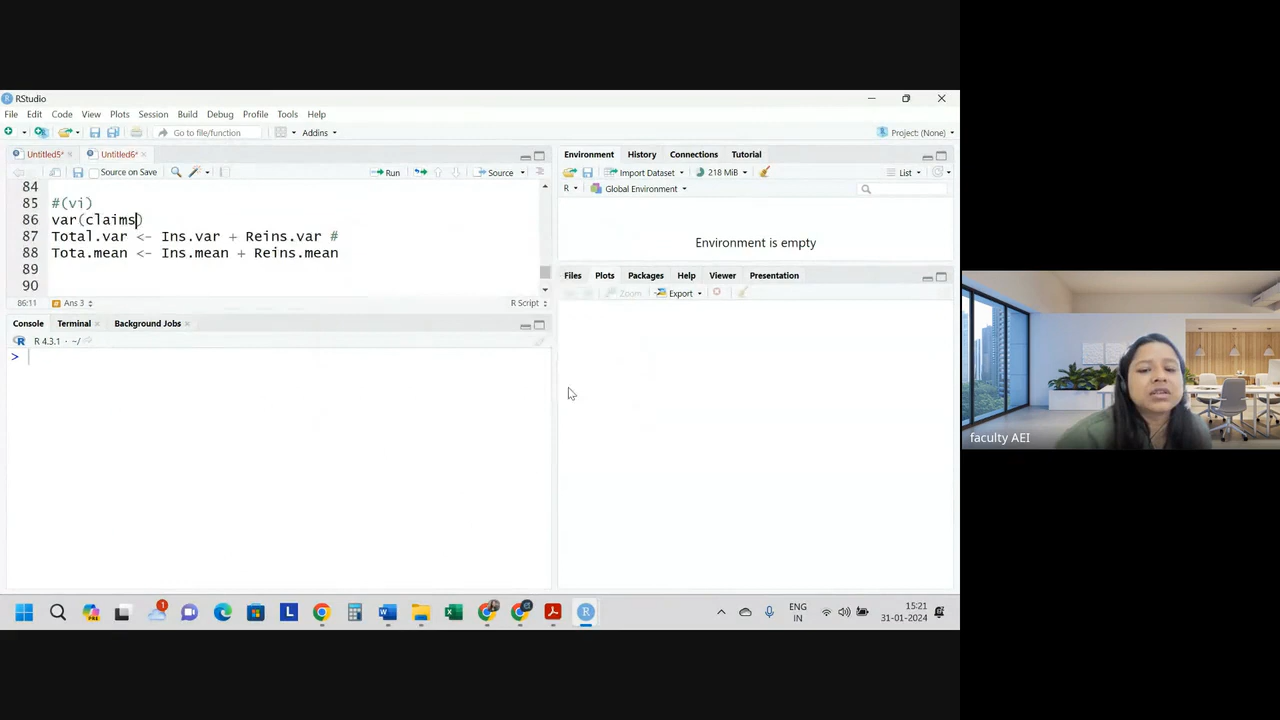 RStudio
File Edit Code View Plots Session Build Debug Profile Tools Help
Go to file/function Addins Project: (None)
Untitled5* Untitled6*
Source on Save Run Source
84
85 #(vi)
86 var(claims)
87 Total.var <- Ins.var + Reins.var #
88 Tota.mean <- Ins.mean + Reins.mean
89
90
86:11 Ans 3 R Script
Console Terminal Background Jobs
R 4.3.1 · ~/
>
Environment History Connections Tutorial
Import Dataset 218 MiB List
R Global Environment
Environment is empty
Files Plots Packages Help Viewer Presentation
Zoom Export
faculty AEI
1
PRE
ENG
IN
15:21
31-01-2024